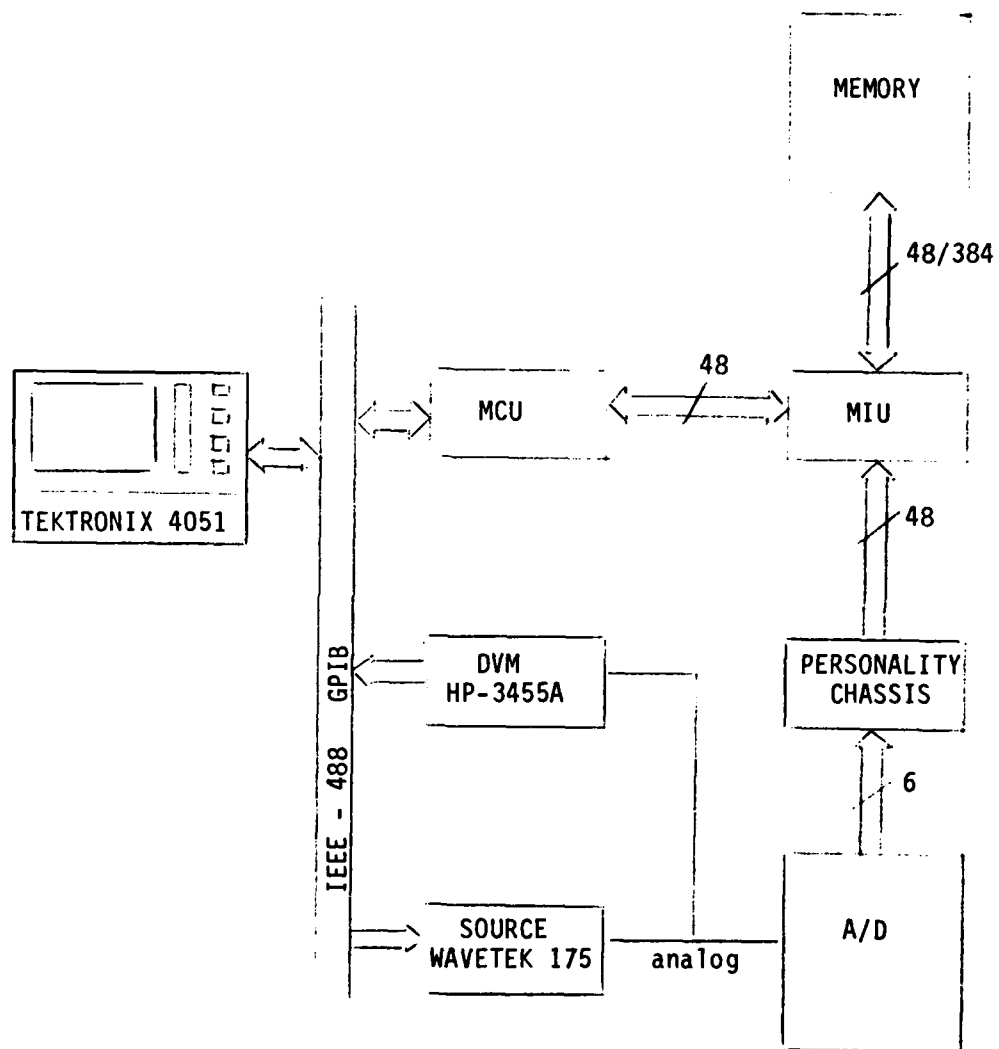 MEMORY
48/384
48
MCU
MIU
TEKTRONIX 4051
48
IEEE - 488 GPIB
DVM
HP-3455A
PERSONALITY
CHASSIS
6
SOURCE
WAVETEK 175
analog
A/D